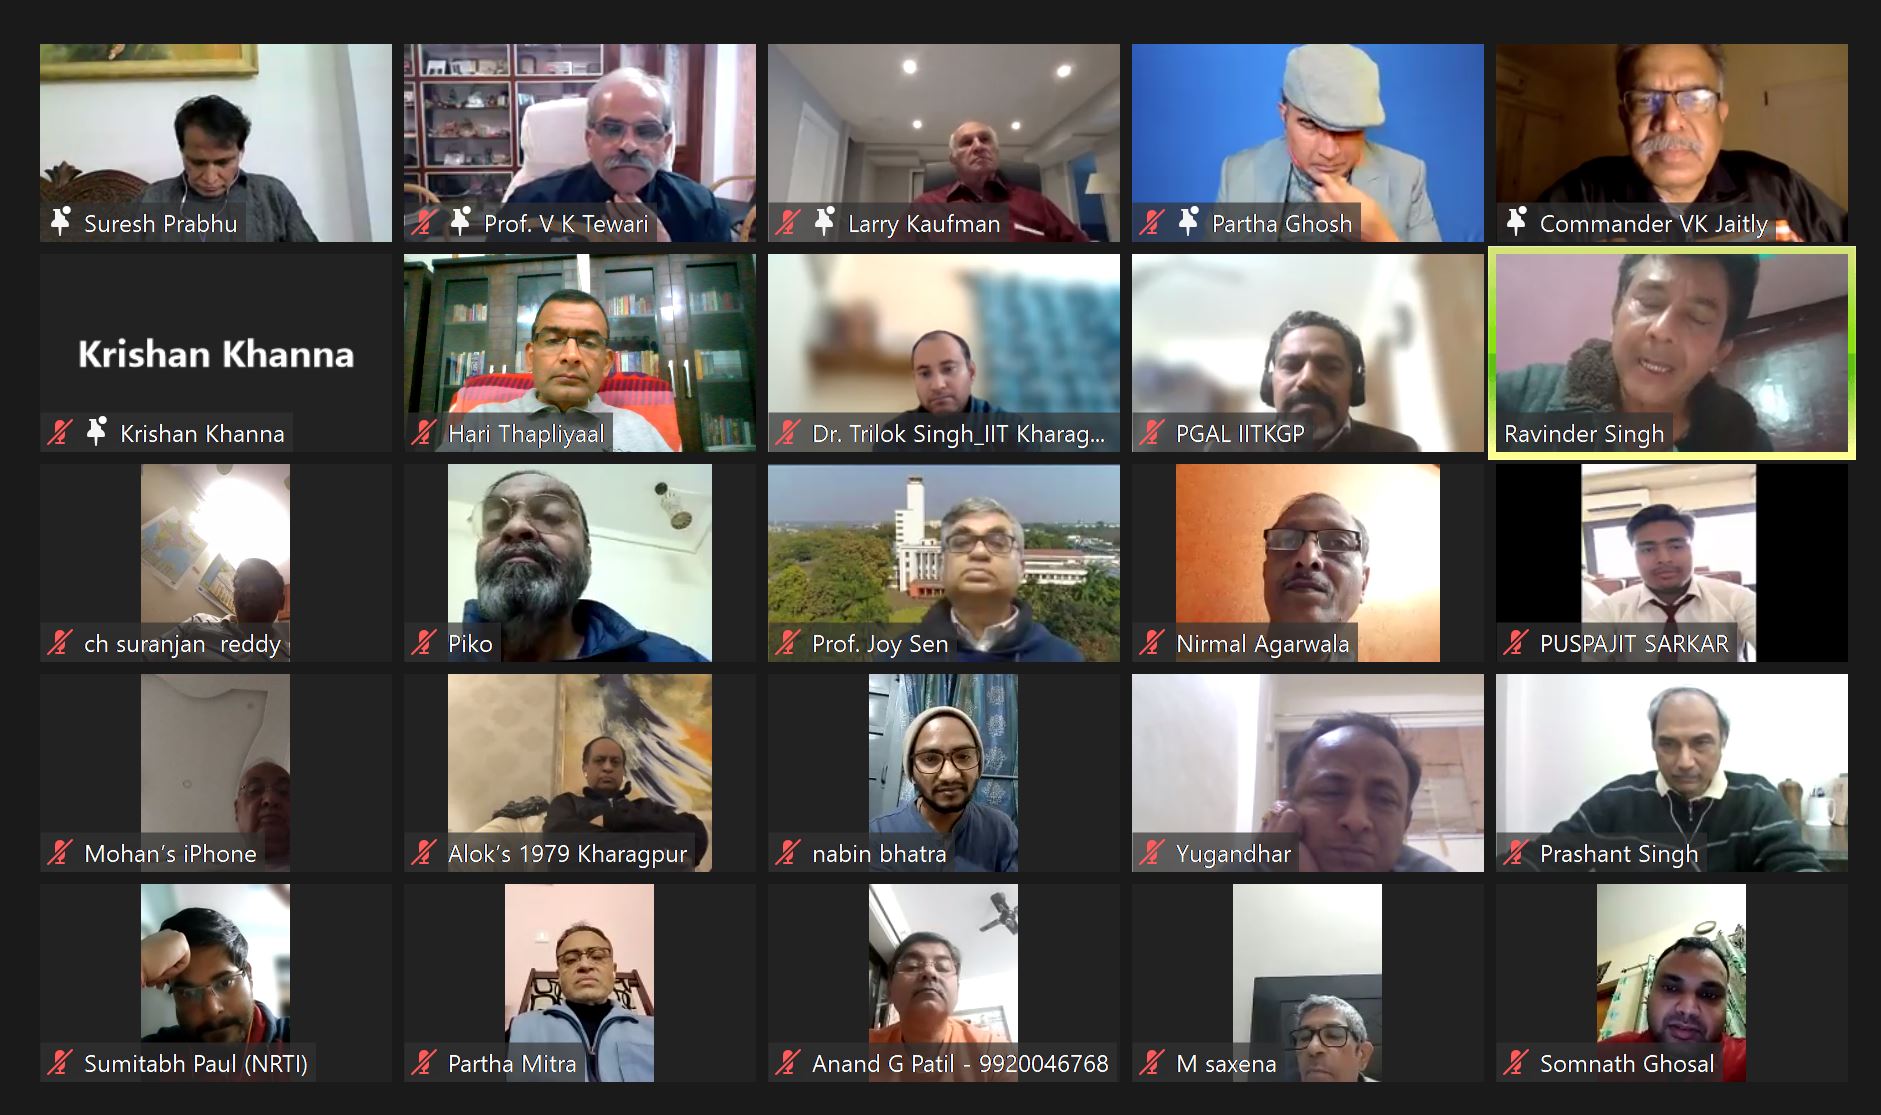 Suresh Prabhu
Prof. V K Tewari
Larry Kaufman
Partha Ghosh
Commander VK Jaitly
Krishan Khanna
Krishan Khanna
Hari Thapliyaal
Dr. Trilok Singh_IIT Kharag...
PGAL IITKGP
Ravinder Singh
ch suranjan reddy
Piko
Prof. Joy Sen
Nirmal Agarwala
PUSPAJIT SARKAR
Mohan’s iPhone
Alok’s 1979 Kharagpur
nabin bhatra
Yugandhar
Prashant Singh
Sumitabh Paul (NRTI)
Partha Mitra
Anand G Patil - 9920046768
M saxena
Somnath Ghosal